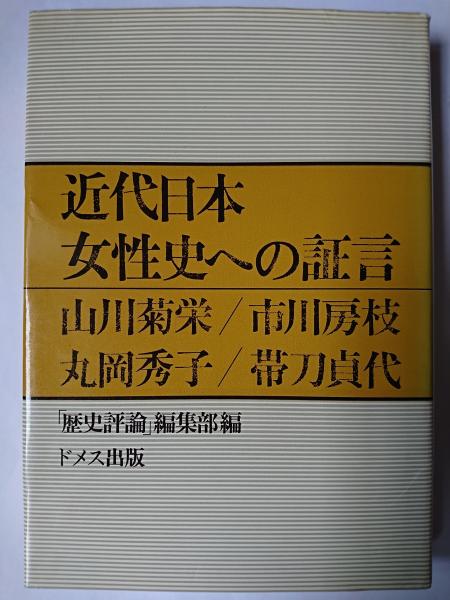 近代日本
女性史への証言
山川菊栄/市川房枝
丸岡秀子/帯刀貞代
「歴史評論」編集部編
ドメス出版